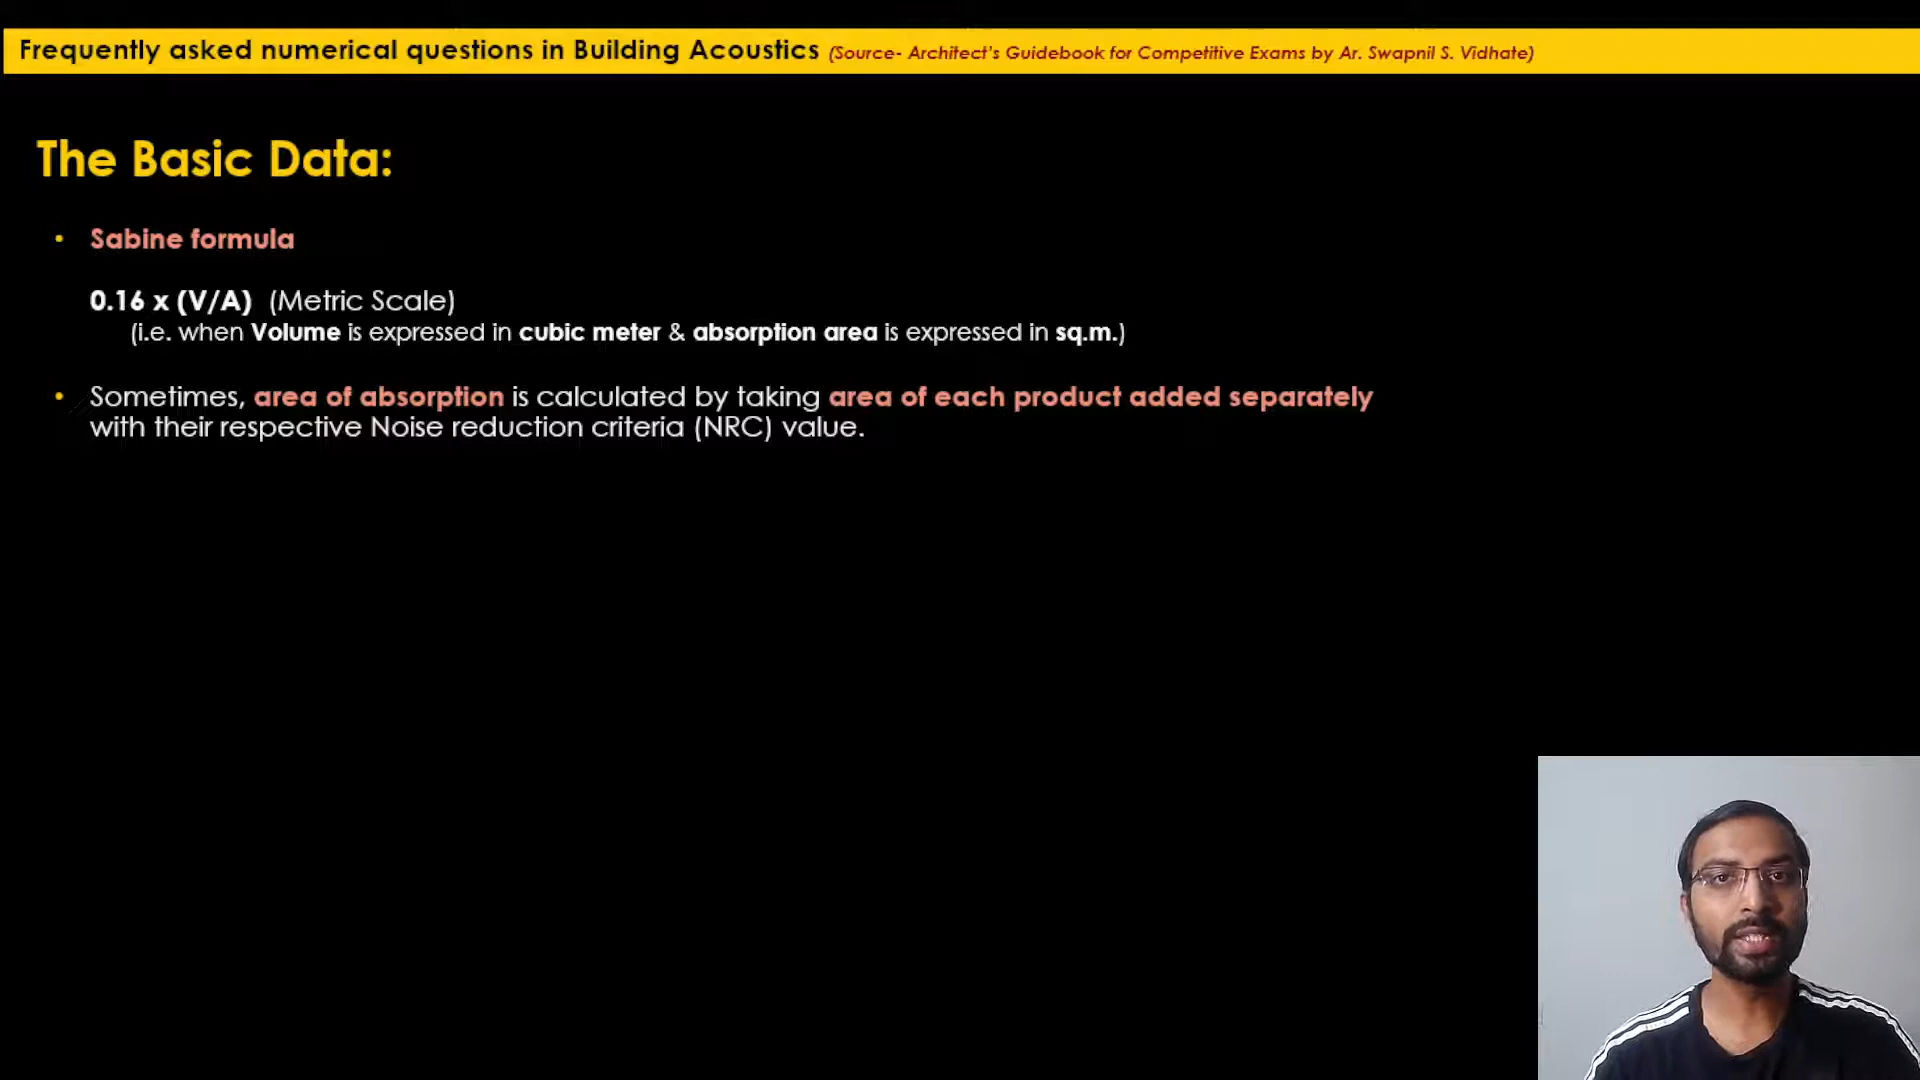 Frequently asked numerical questions in Building Acoustics (Source- Architect's Guidebook for Competitive Exams by Ar. Swapnil S. Vidhate)
The Basic Data:
• Sabine formula
0.16 x (V/A) (Metric Scale)
(i.e. when Volume is expressed in cubic meter & absorption area is expressed in sq.m.)
• Sometimes, area of absorption is calculated by taking area of each product added separately
with their respective Noise reduction criteria (NRC) value.